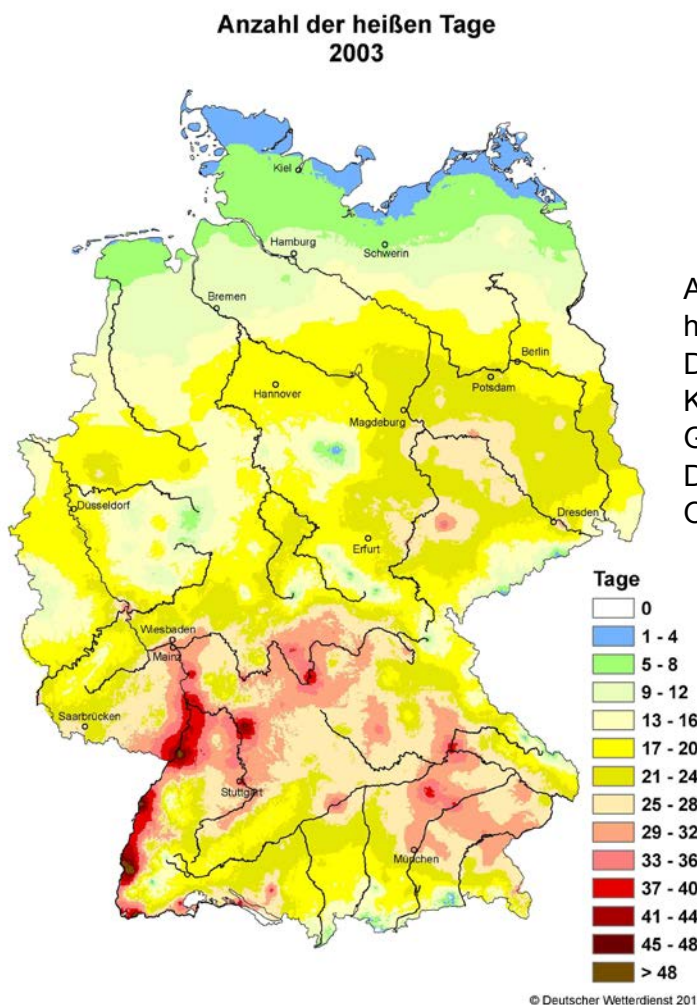 Anzahl der heißen Tage
2003
Kiel
Hamburg
Schwerin
Bremen
Berlin
Hannover
Potsdam
Magdeburg
Düsseldorf
Dresden
Erfurt
Wiesbaden
Mainz
Saarbrücken
Stuttgart
München
Tage
0
1 - 4
5 - 8
9 - 12
13 - 16
17 - 20
21 - 24
25 - 28
29 - 32
33 - 36
37 - 40
41 - 44
45 - 48
> 48
© Deutscher Wetterdienst 201
A
h
D
K
G
D
C